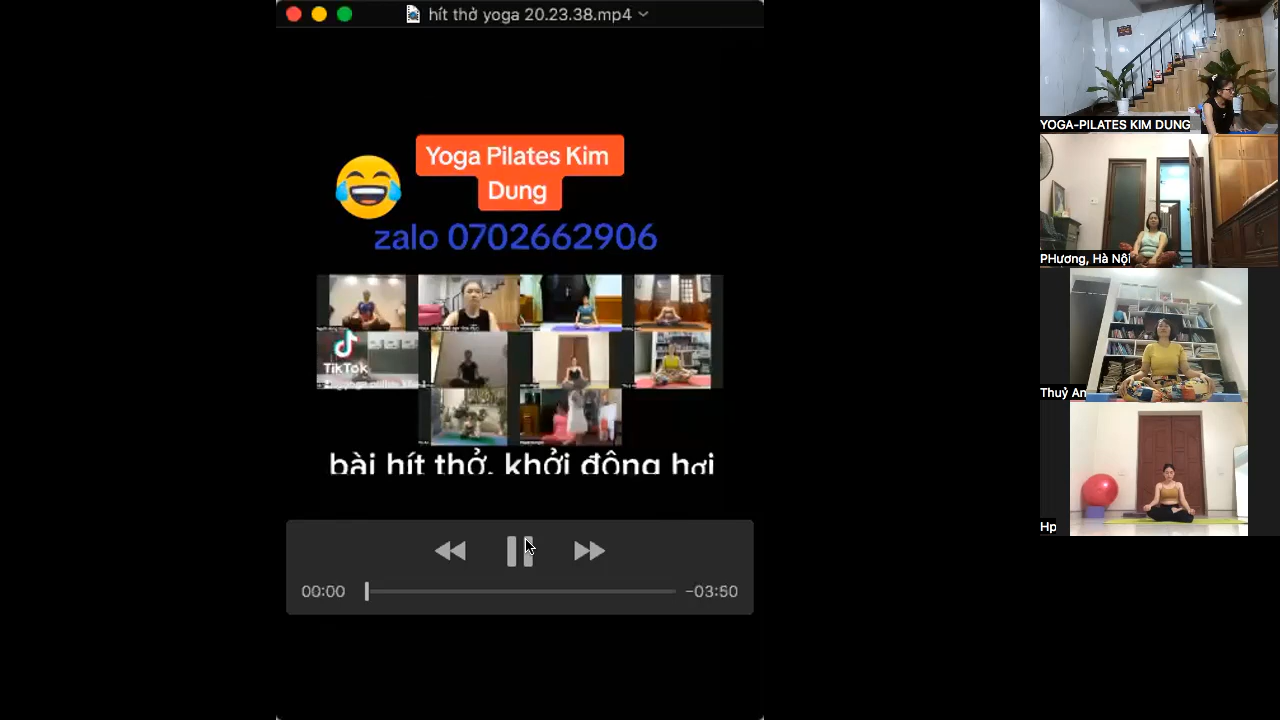 hít thở yoga 20.23.38.mp4
Yoga Pilates Kim
Dung
zalo 0702662906
TikTok
bài hít thở, khởi động hơi
00:00
-03:50
YOGA-PILATES KIM DUNG
PHương, Hà Nội
Thuỷ An
Hp